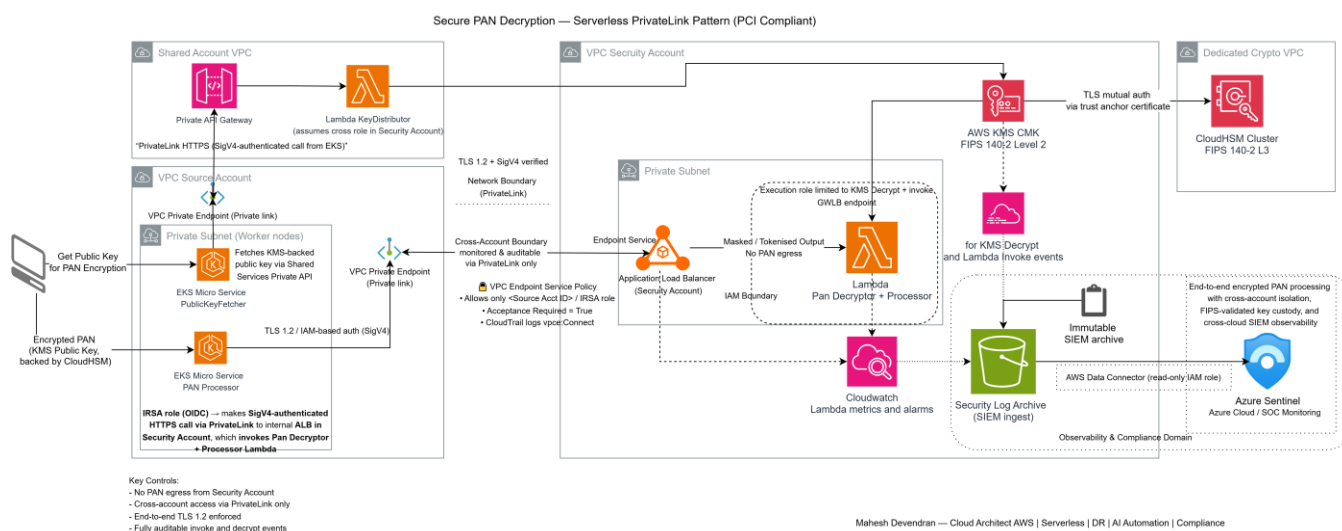 Secure PAN Decryption — Serverless PrivateLink Pattern (PCI Compliant)
Shared Account VPC
Private API Gateway
Lambda KeyDistributor
(assumes cross role in Security Account)
“PrivateLink HTTPS (SigV4-authenticated call from EKS)”
VPC Source Account
VPC Private Endpoint (Private link)
Private Subnet (Worker nodes)
Fetches KMS-backed
public key via Shared
Services Private API
EKS Micro Service
PublicKeyFetcher
Get Public Key
for PAN Encryption
Encrypted PAN
(KMS Public Key,
backed by CloudHSM)
EKS Micro Service
PAN Processor
TLS 1.2 / IAM-based auth (SigV4)
IRSA role (OIDC) → makes SigV4-authenticated
HTTPS call via PrivateLink to internal ALB in
Security Account, which invokes Pan Decryptor
+ Processor Lambda
VPC Private Endpoint
(Private link)
TLS 1.2 + SigV4 verified
Network Boundary
(PrivateLink)
Cross-Account Boundary
monitored & auditable
via PrivateLink only
VPC Endpoint Service Policy
• Allows only <Source Acct ID> / IRSA role
• Acceptance Required = True
• CloudTrail logs vpce:Connect
VPC Secruity Account
Private Subnet
Endpoint Service
Application Load Balancer
(Secruity Account)
Masked / Tokenised Output
No PAN egress
Execution role limited to KMS Decrypt + invoke
GWLB endpoint
Lambda
Pan Decryptor + Processor
IAM Boundary
AWS KMS CMK
FIPS 140-2 Level 2
TLS mutual auth
via trust anchor certificate
Dedicated Crypto VPC
CloudHSM Cluster
FIPS 140-2 L3
for KMS Decrypt
and Lambda Invoke events
Cloudwatch
Lambda metrics and alarms
Security Log Archive
(SIEM ingest)
Immutable
SIEM archive
AWS Data Connector (read-only IAM role)
End-to-end encrypted PAN processing
with cross-account isolation,
FIPS-validated key custody, and
cross-cloud SIEM observability
Azure Sentinel
Azure Cloud / SOC Monitoring
Observability & Compliance Domain
Key Controls:
- No PAN egress from Security Account
- Cross-account access via PrivateLink only
- End-to-end TLS 1.2 enforced
- Fully auditable invoke and decrypt events
Mahesh Devendran — Cloud Architect AWS | Serverless | DR | AI Automation | Compliance